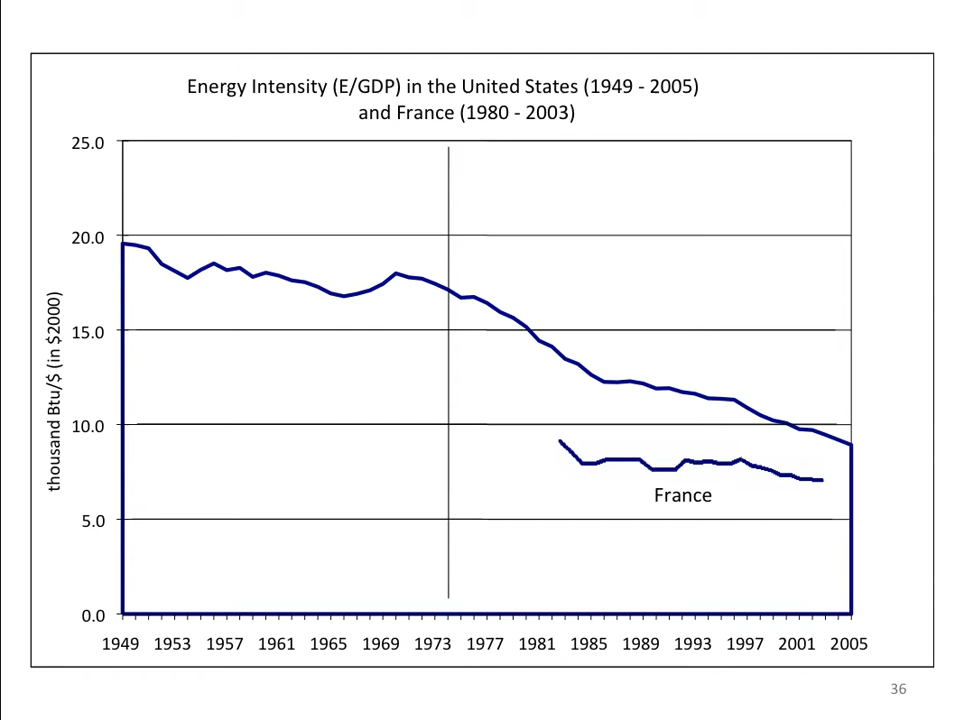 Energy Intensity (E/GDP) in the United States (1949 - 2005)
and France (1980 - 2003)
thousand Btu/$ (in $2000)
25.0
20.0
15.0
10.0
5.0
0.0
France
1949 1953 1957 1961 1965 1969 1973 1977 1981 1985 1989 1993 1997 2001 2005
36